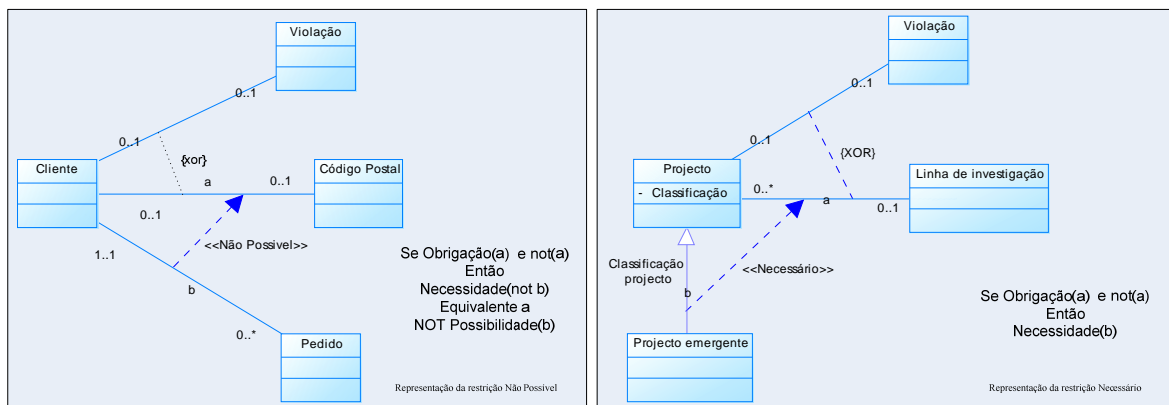 Violação
0..1
0..1
{xor}
Cliente
a
0..1
Código Postal
0..1
<<Não Possivel>>
1..1
b
0..*
Pedido
Se Obrigação(a) e not(a)
Então
Necessidade(not b)
Equivalente a
NOT Possibilidade(b)
Representação da restrição Não Possivel
Violação
0..1
0..1
{XOR}
Projecto
- Classificação
0..*
a
0..1
Linha de investigação
Classificação
projecto
<<Necessário>>
b
Projecto emergente
Se Obrigação(a) e not(a)
Então
Necessidade(b)
Representação da restrição Necessário